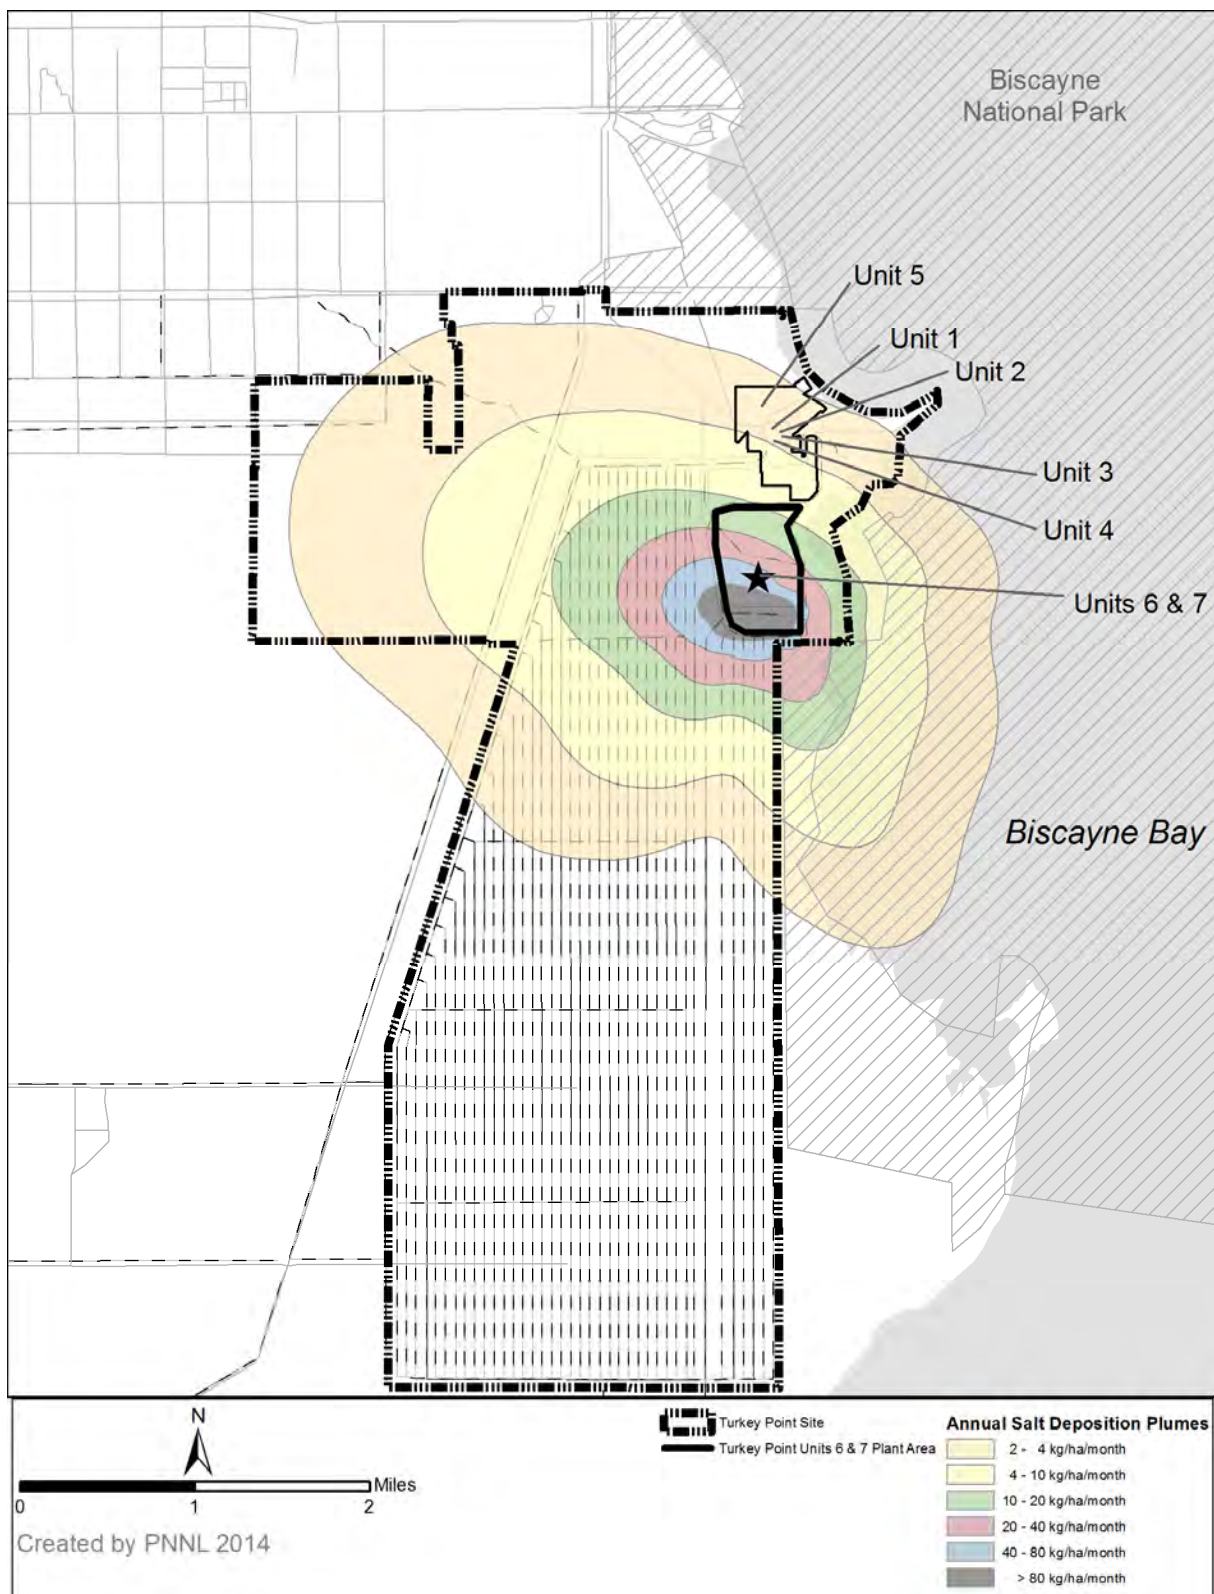 Biscayne
National Park
Unit 5
Unit 1
Unit 2
Unit 3
Unit 4
Units 6 & 7
Biscayne Bay
N
Miles
0 1 2
Created by PNNL 2014
Turkey Point Site
Turkey Point Units 6 & 7 Plant Area
Annual Salt Deposition Plumes
2 - 4 kg/ha/month
4 - 10 kg/ha/month
10 - 20 kg/ha/month
20 - 40 kg/ha/month
40 - 80 kg/ha/month
> 80 kg/ha/month